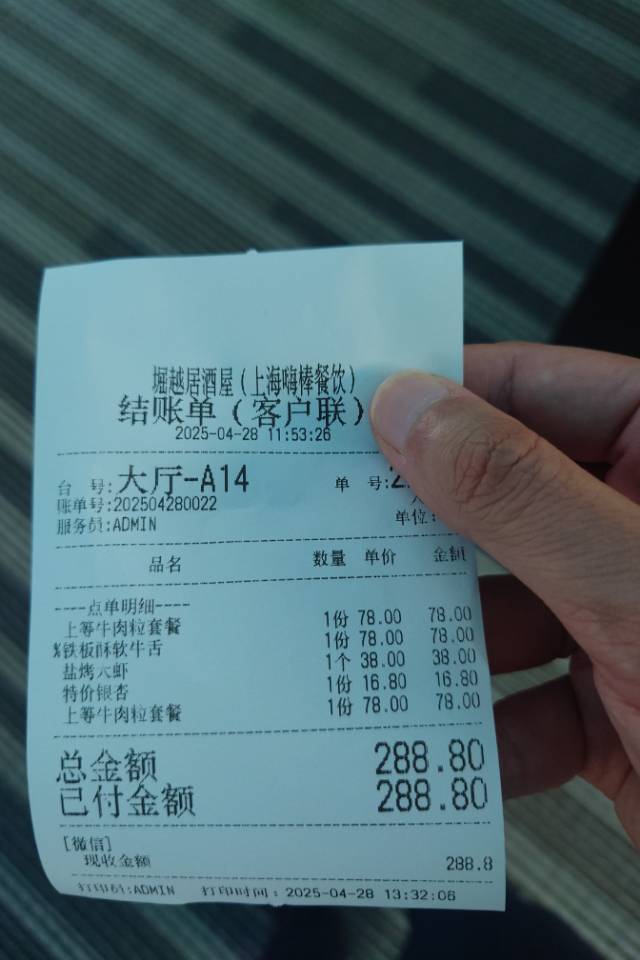 堀越居酒屋(上海嗨棒餐饮)
结账单(客户联)
2025-04-28 11:53:26
台 号:大厅-A14 单 号:2
账单号:202504280022
服务员:ADMIN 单位:
品名 数量 单价 金额
----点单明细-----
上等牛肉粒套餐 1份 78.00 78.00
%铁板酥软牛舌 1份 78.00 78.00
盐烤大虾 1个 38.00 38.00
特价银杏 1份 16.80 16.80
上等牛肉粒套餐 1份 78.00 78.00
总金额 288.80
已付金额 288.80
[微信]
现收金额 288.8
打印员:ADMIN 打印时间:2025-04-28 13:32:06